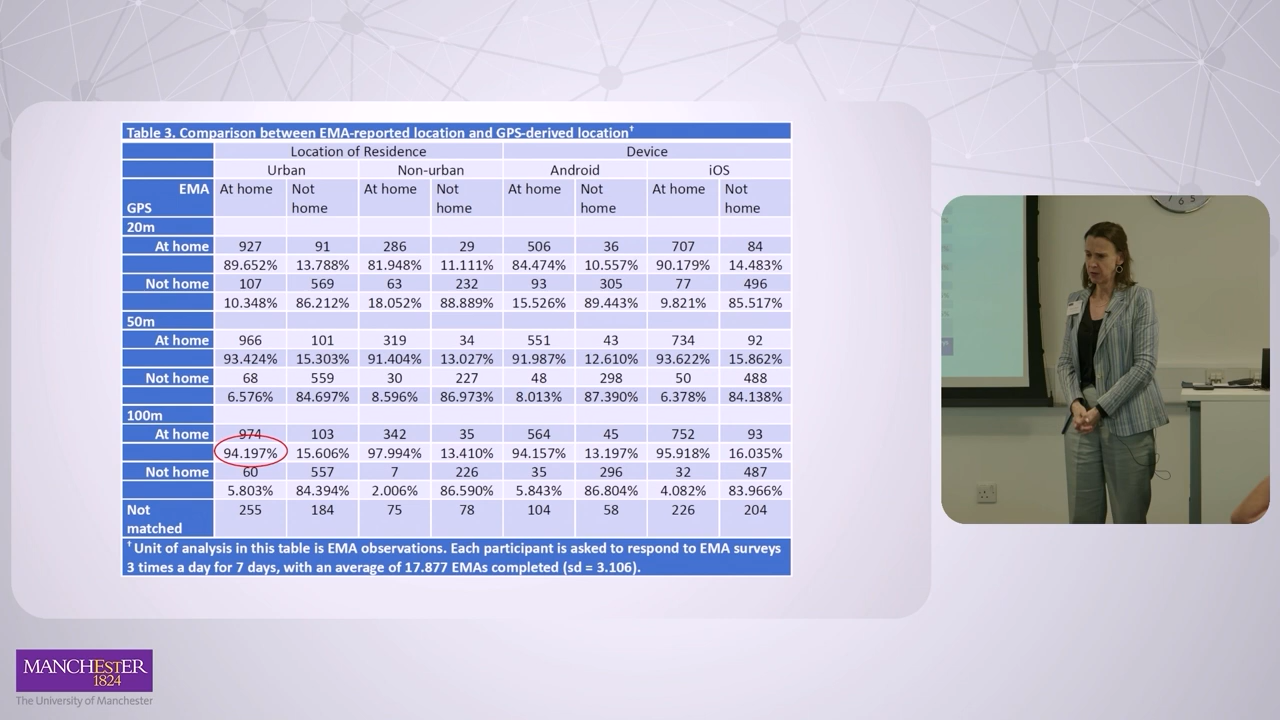 Table 3. Comparison between EMA-reported location and GPS-derived location†
Location of Residence Device
Urban Non-urban Android iOS
EMA At home Not home At home Not home At home Not home At home Not home
GPS
20m
At home 927 91 286 29 506 36 707 84
89.652% 13.788% 81.948% 11.111% 84.474% 10.557% 90.179% 14.483%
Not home 107 569 63 232 93 305 77 496
10.348% 86.212% 18.052% 88.889% 15.526% 89.443% 9.821% 85.517%
50m
At home 966 101 319 34 551 43 734 92
93.424% 15.303% 91.404% 13.027% 91.987% 12.610% 93.622% 15.862%
Not home 68 559 30 227 48 298 50 488
6.576% 84.697% 8.596% 86.973% 8.013% 87.390% 6.378% 84.138%
100m
At home 974 103 342 35 564 45 752 93
94.197% 15.606% 97.994% 13.410% 94.157% 13.197% 95.918% 16.035%
Not home 60 557 7 226 35 296 32 487
5.803% 84.394% 2.006% 86.590% 5.843% 86.804% 4.082% 83.966%
Not matched 255 184 75 78 104 58 226 204
† Unit of analysis in this table is EMA observations. Each participant is asked to respond to EMA surveys
3 times a day for 7 days, with an average of 17.877 EMAs completed (sd = 3.106).
7 6 5
MANCHESTER
1824
The University of Manchester